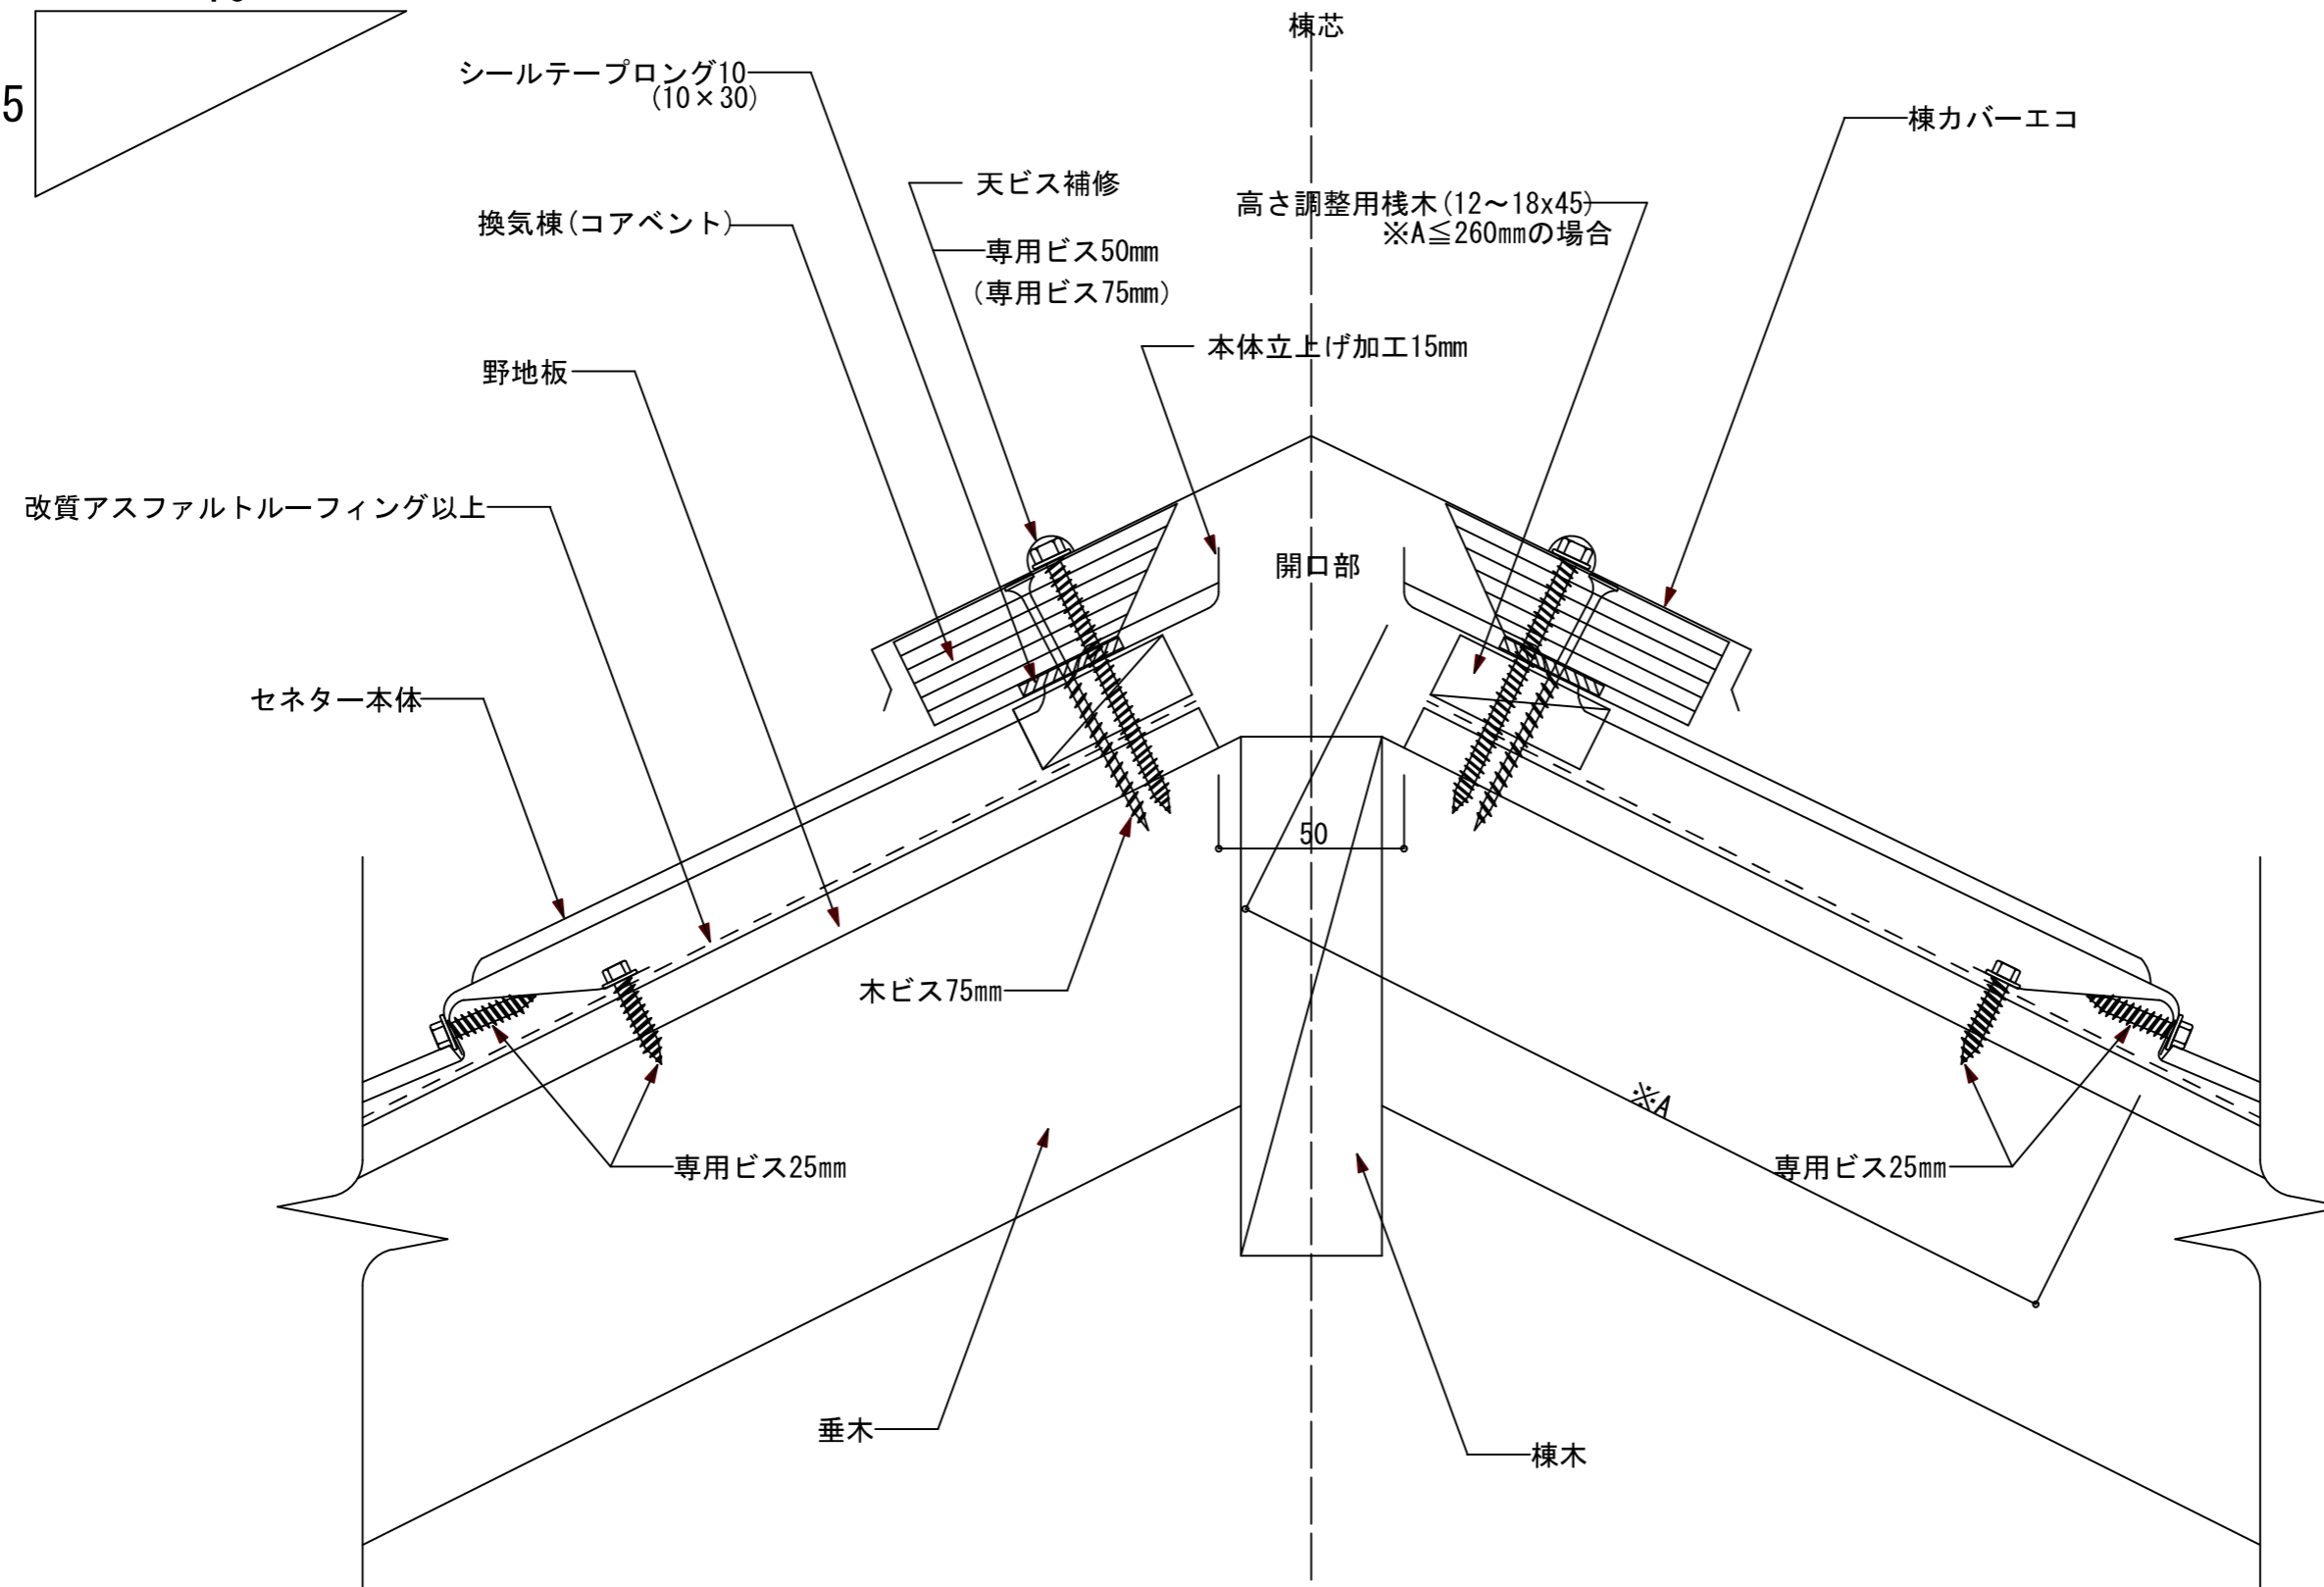 棟芯
シールテープロング10
(10×30)
5
棟カバーエコ
天ビス補修
高さ調整用桟木(12～18x45)
※A≦260mmの場合
換気棟(コアベント)
専用ビス50mm
(専用ビス75mm)
本体立上げ加工15mm
野地板
改質アスファルトルーフィング以上
開口部
セネター本体
50
木ビス75mm
※A
専用ビス25mm
専用ビス25mm
垂木
棟木